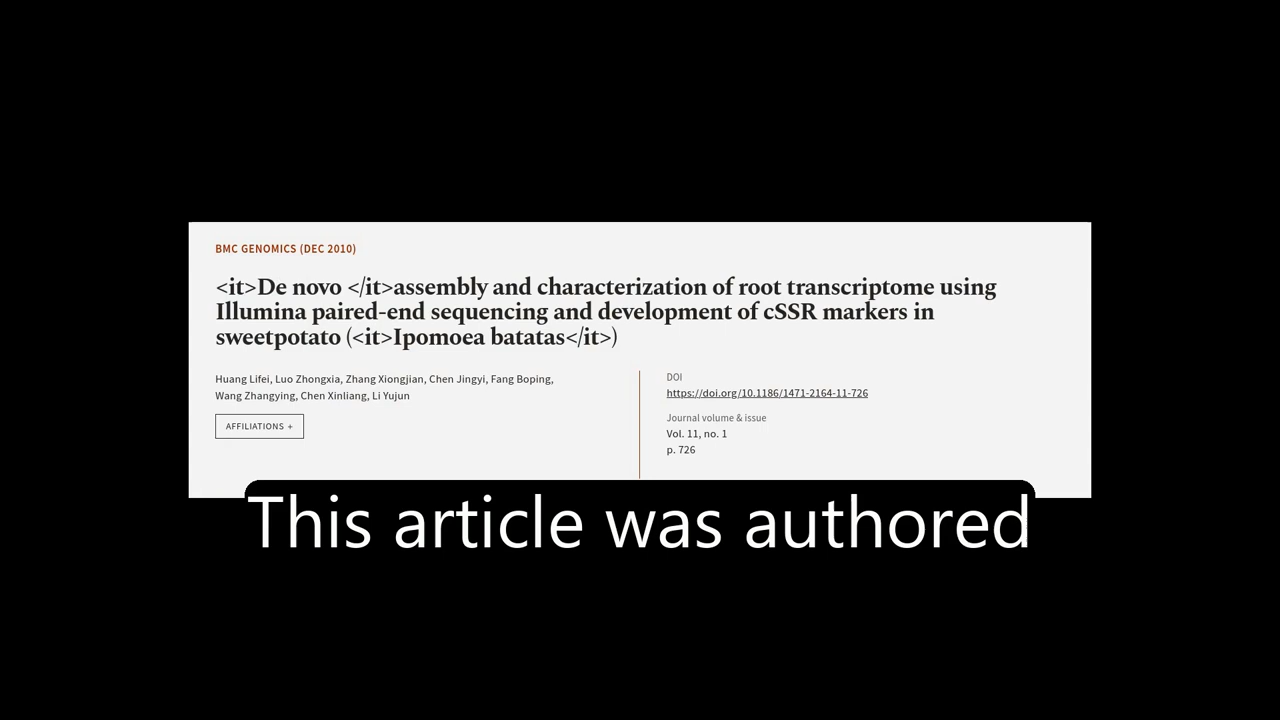 BMC GENOMICS (DEC 2010)
<it>De novo </it>assembly and characterization of root transcriptome using
Illumina paired-end sequencing and development of cSSR markers in
sweetpotato (<it>Ipomoea batatas</it>)
Huang Lifei, Luo Zhongxia, Zhang Xiongjian, Chen Jingyi, Fang Boping,
Wang Zhangying, Chen Xinliang, Li Yujun
AFFILIATIONS +
DOI
https://doi.org/10.1186/1471-2164-11-726
Journal volume & issue
Vol. 11, no. 1
p. 726
This article was authored